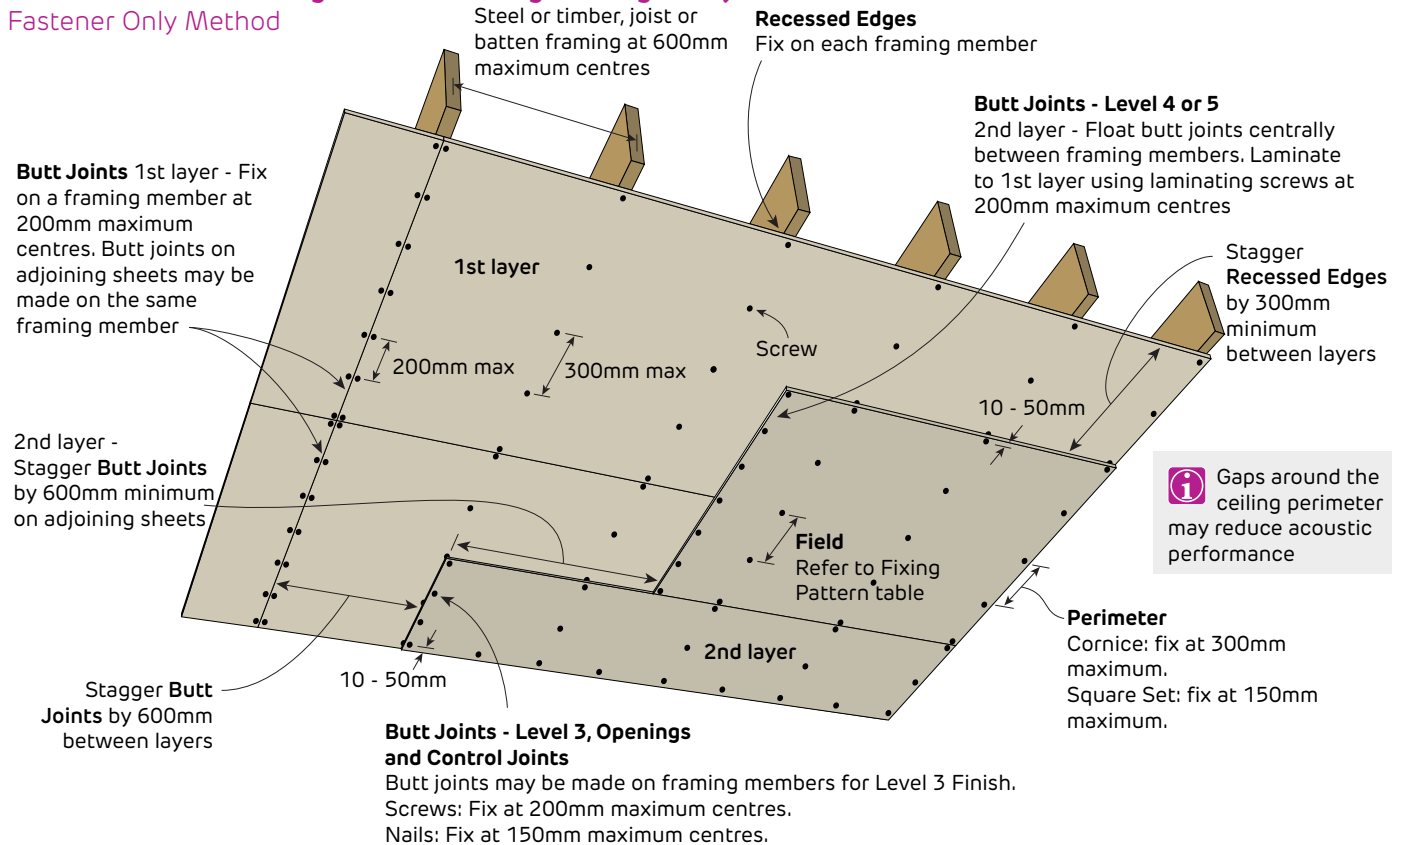 Fastener Only Method
Steel or timber, joist or
batten framing at 600mm
maximum centres
Recessed Edges
Fix on each framing member
Butt Joints - Level 4 or 5
2nd layer - Float butt joints centrally
between framing members. Laminate
to 1st layer using laminating screws at
200mm maximum centres
Butt Joints 1st layer - Fix
on a framing member at
200mm maximum
centres. Butt joints on
adjoining sheets may be
made on the same
framing member
Stagger
Recessed Edges
by 300mm
minimum
between layers
1st layer
Screw
200mm max
300mm max
10 - 50mm
2nd layer -
Stagger Butt Joints
by 600mm minimum
on adjoining sheets
Gaps around the
ceiling perimeter
may reduce acoustic
performance
Field
Refer to Fixing
Pattern table
Perimeter
Cornice: fix at 300mm
maximum.
Square Set: fix at 150mm
maximum.
2nd layer
10 - 50mm
Stagger Butt
Joints by 600mm
between layers
Butt Joints - Level 3, Openings
and Control Joints
Butt joints may be made on framing members for Level 3 Finish.
Screws: Fix at 200mm maximum centres.
Nails: Fix at 150mm maximum centres.